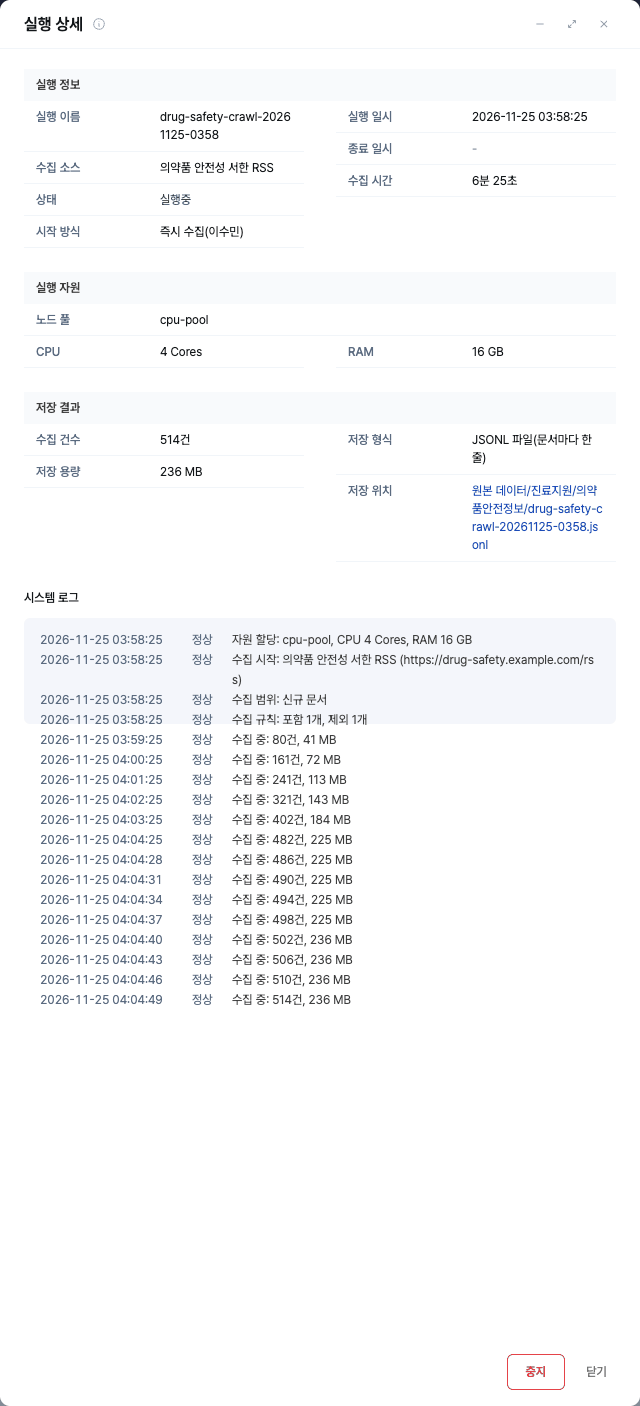 실행 상세
실행 정보
실행 이름
drug-safety-crawl-2026
1125-0358
수집 소스
의약품 안전성 서한 RSS
상태
실행중
시작 방식
즉시 수집(이수민)
실행 일시
2026-11-25 03:58:25
종료 일시
-
수집 시간
6분 25초
실행 자원
노드 풀
cpu-pool
CPU
4 Cores
RAM
16 GB
저장 결과
수집 건수
514건
저장 용량
236 MB
저장 형식
JSONL 파일(문서마다 한
줄)
저장 위치
원본 데이터/진료지원/의약
품안전정보/drug-safety-c
rawl-20261125-0358.js
onl
시스템 로그
2026-11-25 03:58:25 정상 자원 할당: cpu-pool, CPU 4 Cores, RAM 16 GB
2026-11-25 03:58:25 정상 수집 시작: 의약품 안전성 서한 RSS (https://drug-safety.example.com/rs
s)
2026-11-25 03:58:25 정상 수집 범위: 신규 문서
2026-11-25 03:58:25 정상 수집 규칙: 포함 1개, 제외 1개
2026-11-25 03:59:25 정상 수집 중: 80건, 41 MB
2026-11-25 04:00:25 정상 수집 중: 161건, 72 MB
2026-11-25 04:01:25 정상 수집 중: 241건, 113 MB
2026-11-25 04:02:25 정상 수집 중: 321건, 143 MB
2026-11-25 04:03:25 정상 수집 중: 402건, 184 MB
2026-11-25 04:04:25 정상 수집 중: 482건, 225 MB
2026-11-25 04:04:28 정상 수집 중: 486건, 225 MB
2026-11-25 04:04:31 정상 수집 중: 490건, 225 MB
2026-11-25 04:04:34 정상 수집 중: 494건, 225 MB
2026-11-25 04:04:37 정상 수집 중: 498건, 225 MB
2026-11-25 04:04:40 정상 수집 중: 502건, 236 MB
2026-11-25 04:04:43 정상 수집 중: 506건, 236 MB
2026-11-25 04:04:46 정상 수집 중: 510건, 236 MB
2026-11-25 04:04:49 정상 수집 중: 514건, 236 MB
중지
닫기